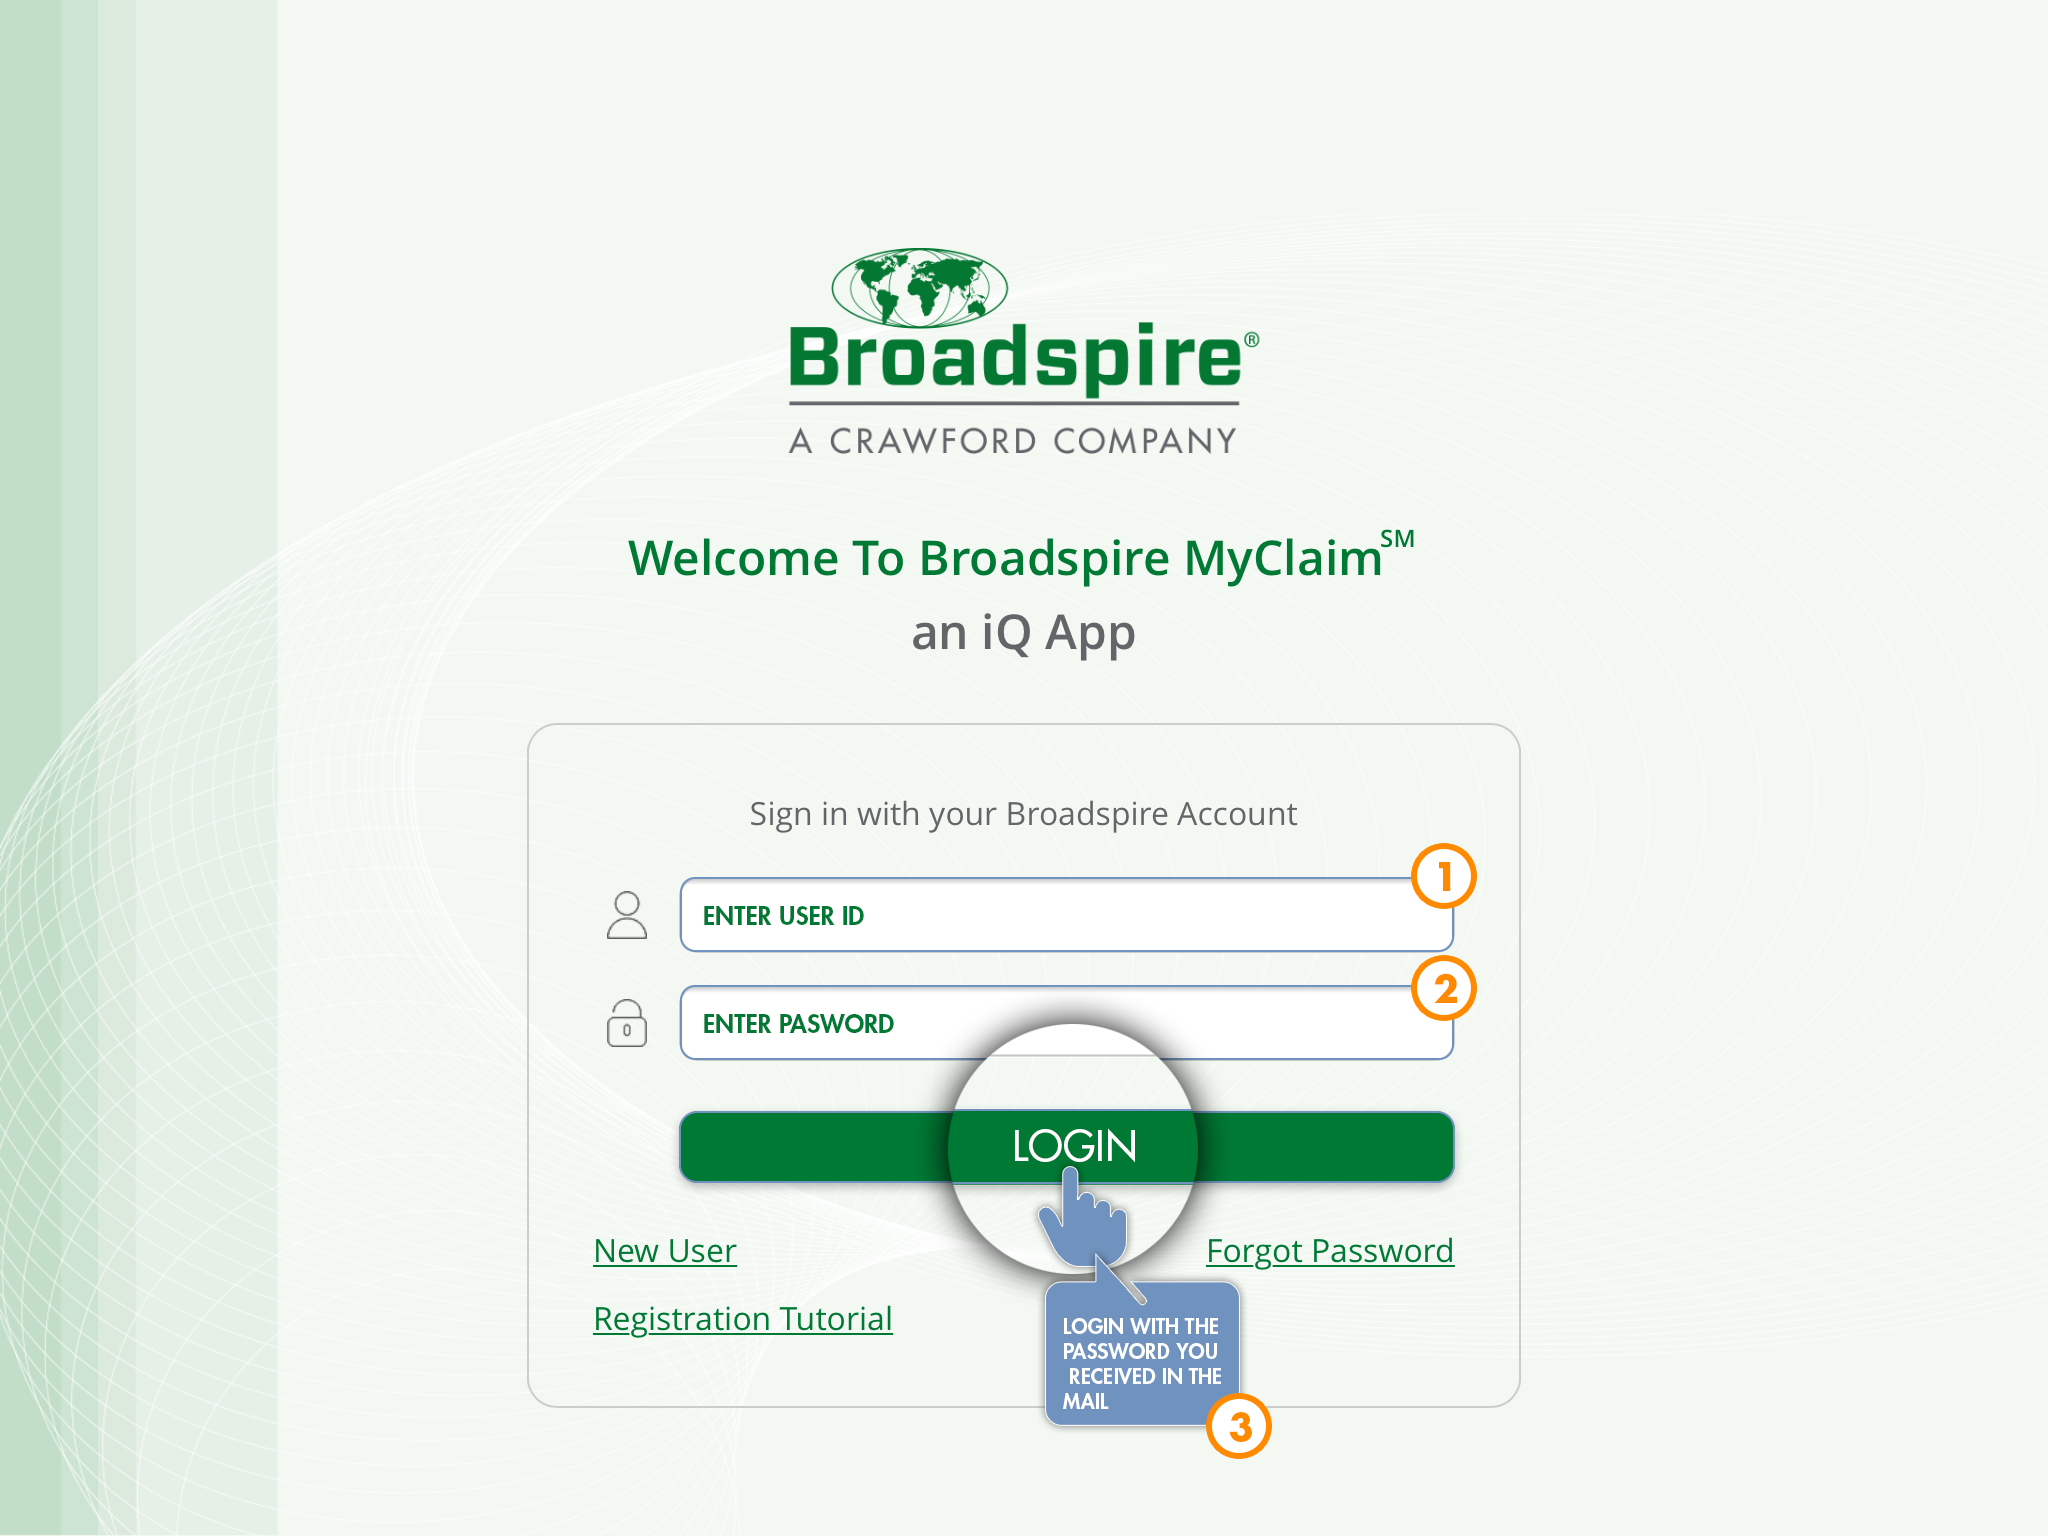 Broadspire®
A CRAWFORD COMPANY
Welcome To Broadspire MyClaim℠
an iQ App
Sign in with your Broadspire Account
1
ENTER USER ID
2
ENTER PASWORD
LOGIN
New User
Forgot Password
Registration Tutorial
LOGIN WITH THE
PASSWORD YOU
RECEIVED IN THE
MAIL
3